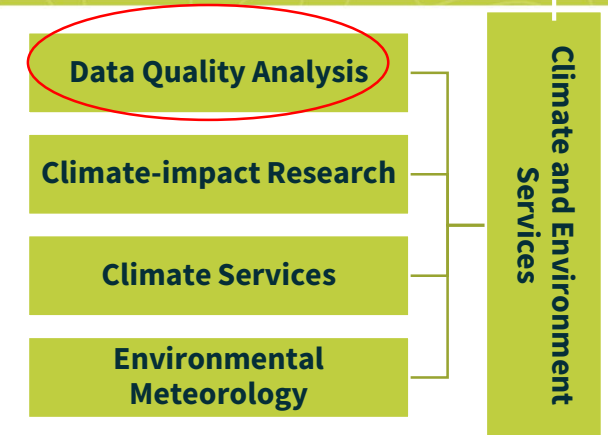 Data Quality Analysis
Climate-impact Research
Climate Services
Environmental
Meteorology
Climate and Environment
Services